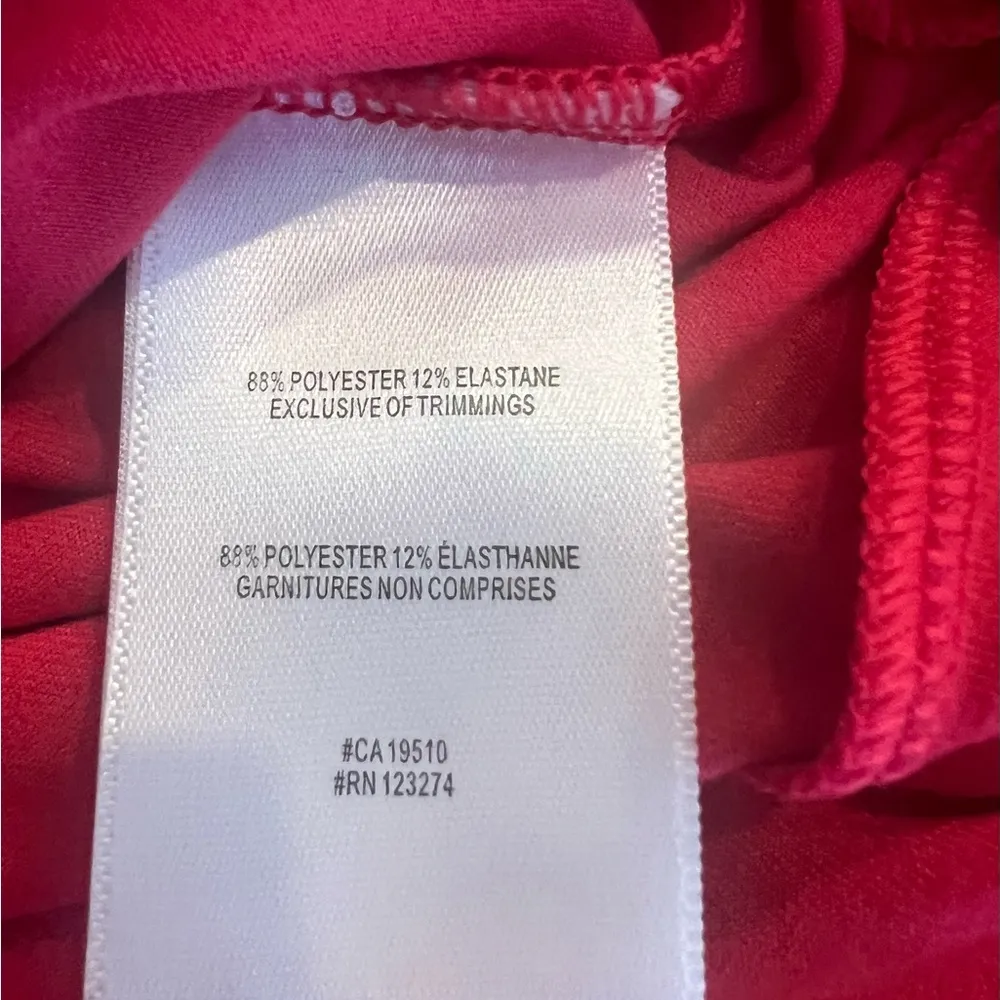 88% POLYESTER 12% ELASTANE
EXCLUSIVE OF TRIMMINGS
88% POLYESTER 12% ÉLASTHANNE
GARNITURES NON COMPRISES
#CA 19510
#RN 123274